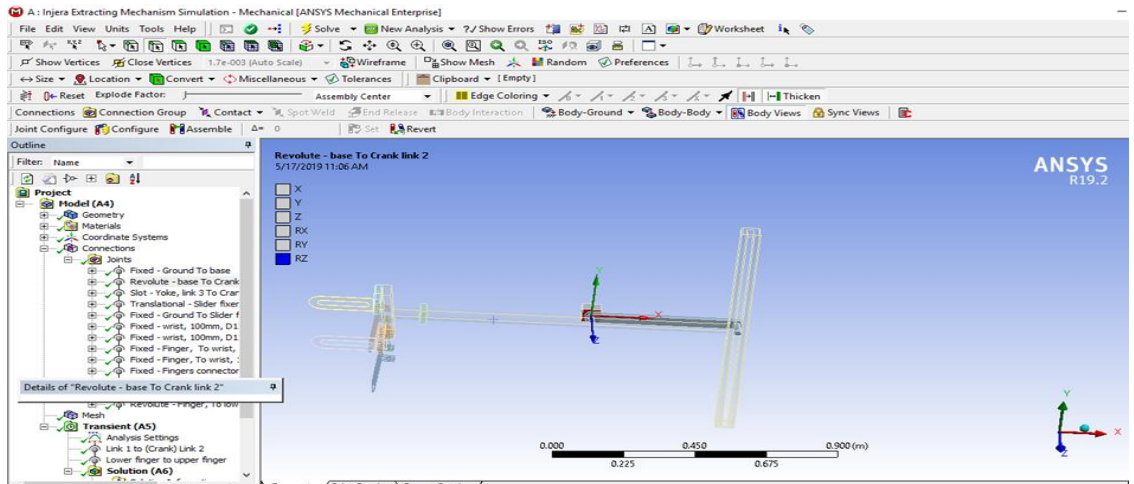 A : Injera Extracting Mechanism Simulation - Mechanical [ANSYS Mechanical Enterprise]
File Edit View Units Tools Help Solve New Analysis ?/ Show Errors A Worksheet
Show Vertices Close Vertices 1.7e-003 (Auto Scale) Wireframe Show Mesh Random Preferences
Size Location Convert Miscellaneous Tolerances Clipboard [Empty]
Reset Explode Factor: Assembly Center Edge Coloring Thicken
Connections Connection Group Contact Spot Weld End Release Body Interaction Body-Ground Body-Body Body Views Sync Views
Joint Configure Configure Assemble Δ= 0 Set Revert
Outline
Filter: Name
Project
Model (A4)
Geometry
Materials
Coordinate Systems
Connections
Joints
Fixed - Ground To base
Revolute - base To Crank
Slot - Yoke, link 3 To Crar
Translational - Slider fixer
Fixed - Ground To Slider f
Fixed - wrist, 100mm, D1
Fixed - wrist, 100mm, D1
Fixed - Finger, To wrist,
Fixed - Finger, To wrist, :
Fixed - Fingers connector
Details of "Revolute - base To Crank link 2"
Revolute - Finger, To low
Mesh
Transient (A5)
Analysis Settings
Link 1 to (Crank) Link 2
Lower finger to upper finger
Solution (A6)
Revolute - base To Crank link 2
5/17/2019 11:06 AM
X
Y
Z
RX
RY
RZ
ANSYS
R19.2
Y
X
Z
0.000 0.450 0.900 (m)
0.225 0.675
Y
X
Z